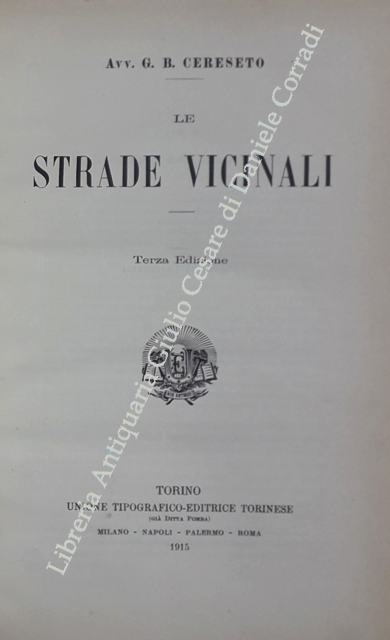 Avv. G. B. CERESETO
LE
STRADE VICINALI
Terza Edizione
TORINO
UNIONE TIPOGRAFICO-EDITRICE TORINESE
(GIÀ DITTA POMBA)
MILANO - NAPOLI - PALERMO - ROMA
1915
Libreria Antiquaria Giulio Cesare di Daniele Corradi